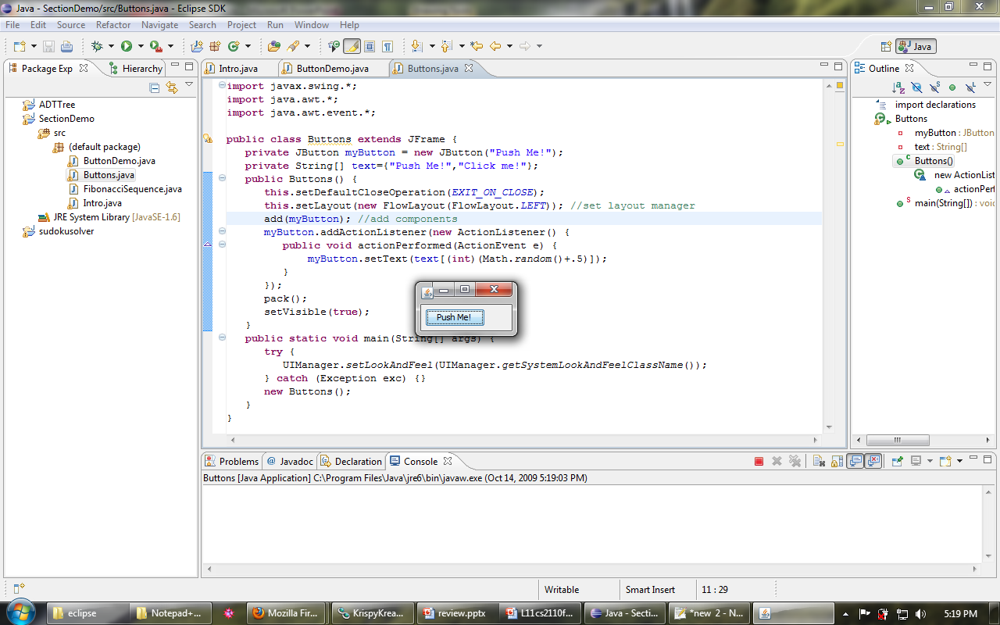 Java - SectionDemo/src/Buttons.java - Eclipse SDK
File Edit Source Refactor Navigate Search Project Run Window Help
Java
Package Exp
Hierarchy
ADTTree
SectionDemo
src
(default package)
ButtonDemo.java
Buttons.java
FibonacciSequence.java
Intro.java
JRE System Library [JavaSE-1.6]
sudokusolver
Intro.java
ButtonDemo.java
Buttons.java
import javax.swing.*;
import java.awt.*;
import java.awt.event.*;
public class Buttons extends JFrame {
private JButton myButton = new JButton("Push Me!");
private String[] text={"Push Me!","Click me!"};
public Buttons() {
this.setDefaultCloseOperation(EXIT_ON_CLOSE);
this.setLayout(new FlowLayout(FlowLayout.LEFT)); //set layout manager
add(myButton); //add components
myButton.addActionListener(new ActionListener() {
public void actionPerformed(ActionEvent e) {
myButton.setText(text[(int)(Math.random()+.5)]);
}
});
pack();
setVisible(true);
}
public static void main(String[] args) {
try {
UIManager.setLookAndFeel(UIManager.getSystemLookAndFeelClassName());
} catch (Exception exc) {}
new Buttons();
}
}
Push Me!
Outline
import declarations
Buttons
myButton : JButton
text : String[]
Buttons()
new ActionList
actionPerf
main(String[]) : void
Problems
@ Javadoc
Declaration
Console
Buttons [Java Application] C:\Program Files\Java\jre6\bin\javaw.exe (Oct 14, 2009 5:19:03 PM)
Writable
Smart Insert
11 : 29
eclipse
Notepad+...
Mozilla Fir...
KrispyKrea...
review.pptx
L11cs2110f...
Java - Secti...
*new 2 - N...
5:19 PM